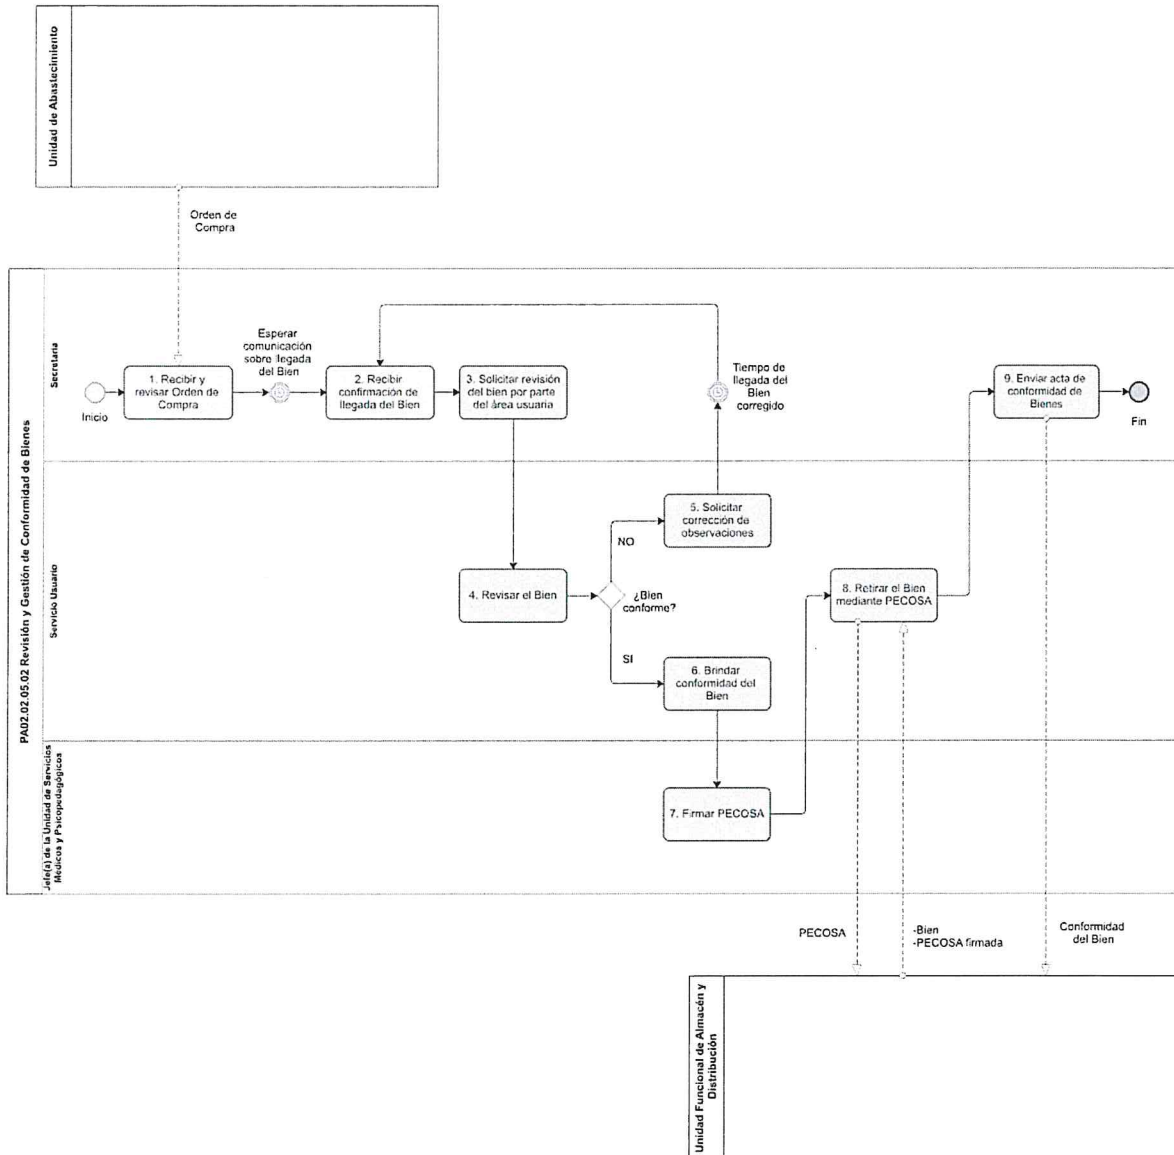 Unidad de Abastecimiento
Orden de
Compra
PA02.02.05.02 Revisión y Gestión de Conformidad de Bienes
Secretaria
Inicio
1. Recibir y
revisar Orden de
Compra
Esperar
comunicación
sobre llegada
del Bien
2. Recibir
confirmación de
llegada del Bien
3. Solicitar revisión
del bien por parte
del área usuaria
Tiempo de
llegada del
Bien
corregido
9. Enviar acta de
conformidad de
Bienes
Fin
Servicio Usuario
4. Revisar el Bien
¿Bien
conforme?
NO
5. Solicitar
corrección de
observaciones
SI
6. Brindar
conformidad del
Bien
8. Retirar el Bien
mediante PECOSA
Jefe(a) de la Unidad de Servicios
Médicos y Psicopedagógicos
7. Firmar PECOSA
PECOSA
-Bien
-PECOSA firmada
Conformidad
del Bien
Unidad Funcional de Almacén y
Distribución